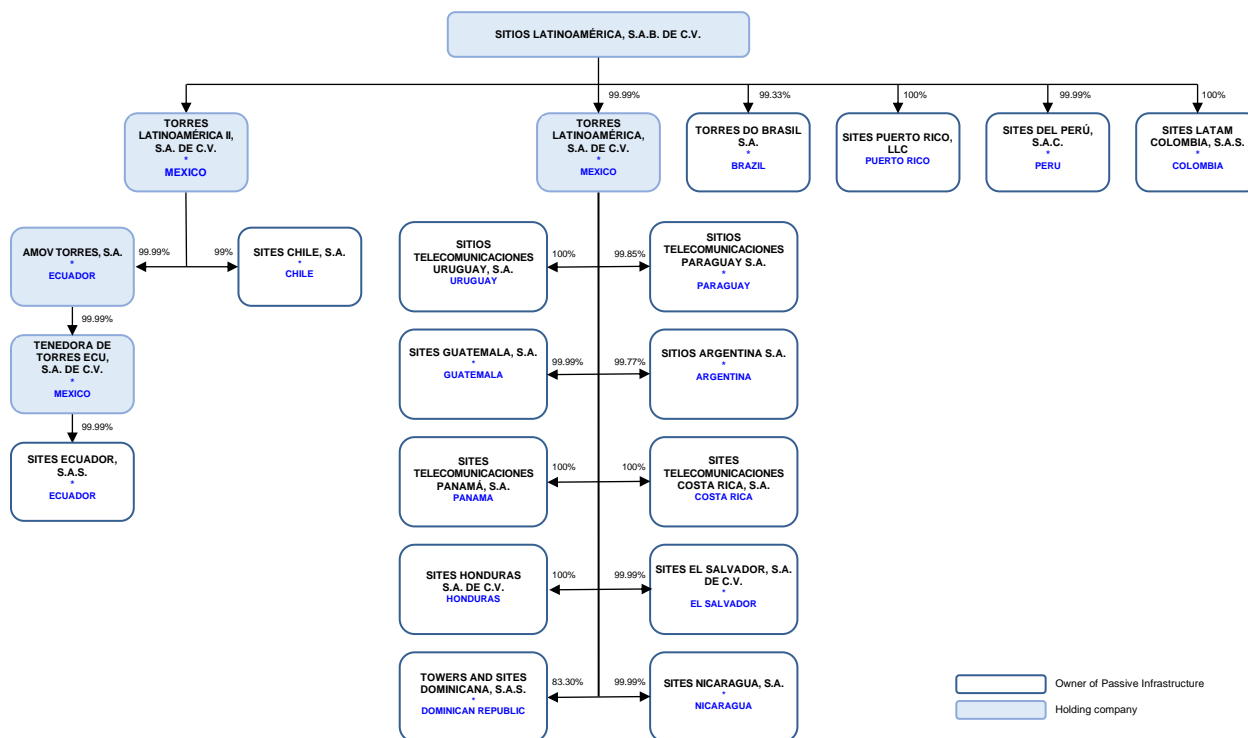 SITIOS LATINOAMÉRICA, S.A.B. DE C.V.
99.99%
99.33%
100%
99.99%
100%
TORRES
LATINOAMÉRICA II,
S.A. DE C.V.
*
MEXICO
TORRES
LATINOAMÉRICA,
S.A. DE C.V.
*
MEXICO
TORRES DO BRASIL
S.A.
*
BRAZIL
SITES PUERTO RICO,
LLC
PUERTO RICO
SITES DEL PERÚ,
S.A.C.
*
PERU
SITES LATAM
COLOMBIA, S.A.S.
*
COLOMBIA
AMOV TORRES, S.A.
*
ECUADOR
99.99%
99%
SITES CHILE, S.A.
*
CHILE
SITIOS
TELECOMUNICACIONES
URUGUAY, S.A.
URUGUAY
100%
99.85%
SITIOS
TELECOMUNICACIONES
PARAGUAY S.A.
*
PARAGUAY
99.99%
TENEDORA DE
TORRES ECU,
S.A. DE C.V.
*
MEXICO
SITES GUATEMALA, S.A.
*
GUATEMALA
99.99%
99.77%
SITIOS ARGENTINA S.A.
*
ARGENTINA
99.99%
SITES ECUADOR,
S.A.S.
*
ECUADOR
SITES
TELECOMUNICACIONES
PANAMÁ, S.A.
PANAMA
100%
100%
SITES
TELECOMUNICACIONES
COSTA RICA, S.A.
COSTA RICA
SITES HONDURAS
S.A. DE C.V.
HONDURAS
100%
99.99%
SITES EL SALVADOR, S.A.
DE C.V.
*
EL SALVADOR
TOWERS AND SITES
DOMINICANA, S.A.S.
*
DOMINICAN REPUBLIC
83.30%
99.99%
SITES NICARAGUA, S.A.
*
NICARAGUA
Owner of Passive Infrastructure
Holding company